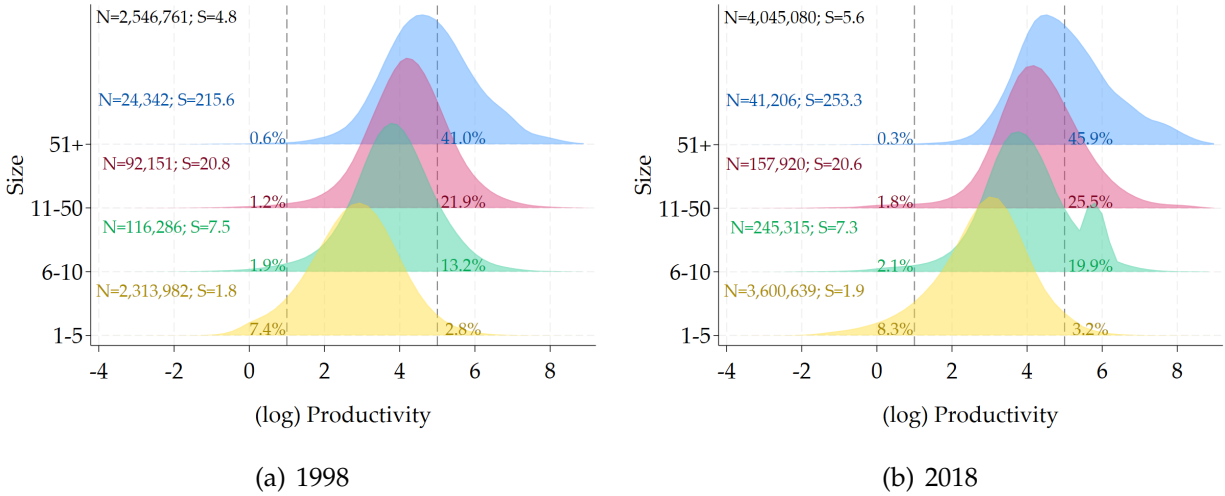 N=2,546,761; S=4.8
N=24,342; S=215.6
0.6% 41.0%
51+
N=92,151; S=20.8
1.2% 21.9%
11-50
N=116,286; S=7.5
1.9% 13.2%
6-10
N=2,313,982; S=1.8
7.4% 2.8%
1-5
Size
-4 -2 0 2 4 6 8
(log) Productivity
(a) 1998
N=4,045,080; S=5.6
N=41,206; S=253.3
0.3% 45.9%
51+
N=157,920; S=20.6
1.8% 25.5%
11-50
N=245,315; S=7.3
2.1% 19.9%
6-10
N=3,600,639; S=1.9
8.3% 3.2%
1-5
Size
-4 -2 0 2 4 6 8
(log) Productivity
(b) 2018